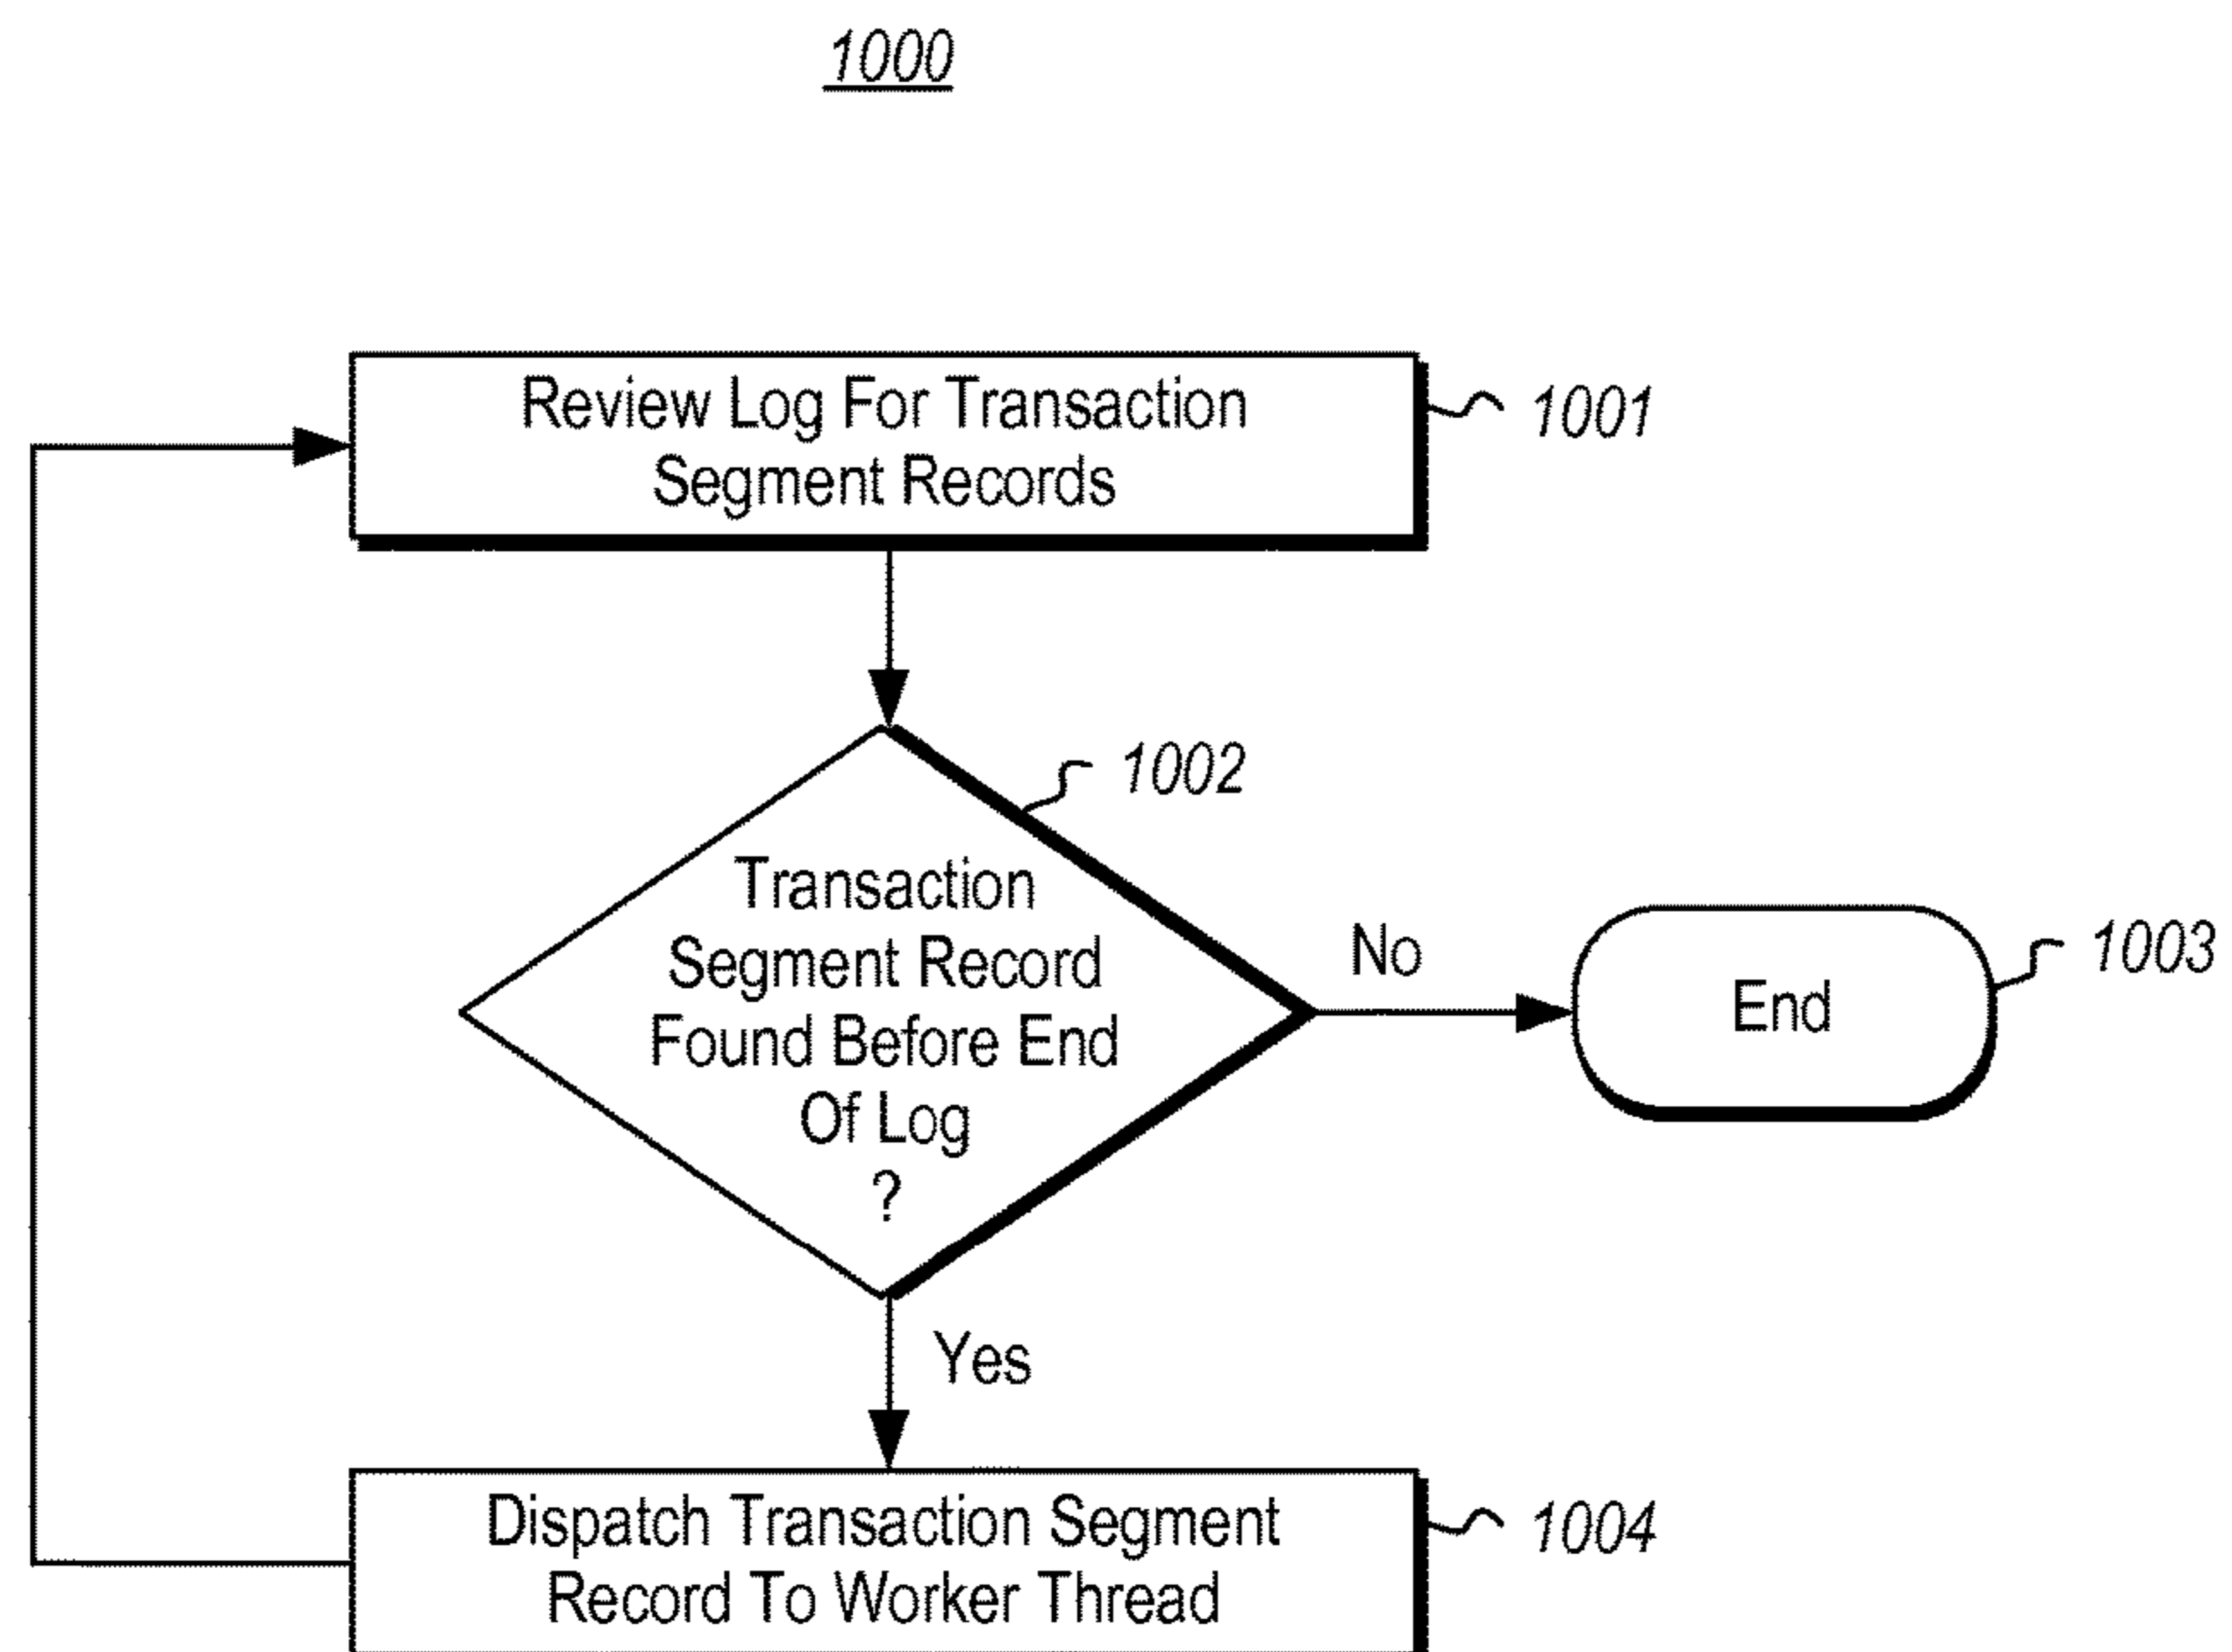 1000
Review Log For Transaction
Segment Records
1001
1002
Transaction
Segment Record
Found Before End
Of Log
?
No
End
1003
Yes
Dispatch Transaction Segment
Record To Worker Thread
1004